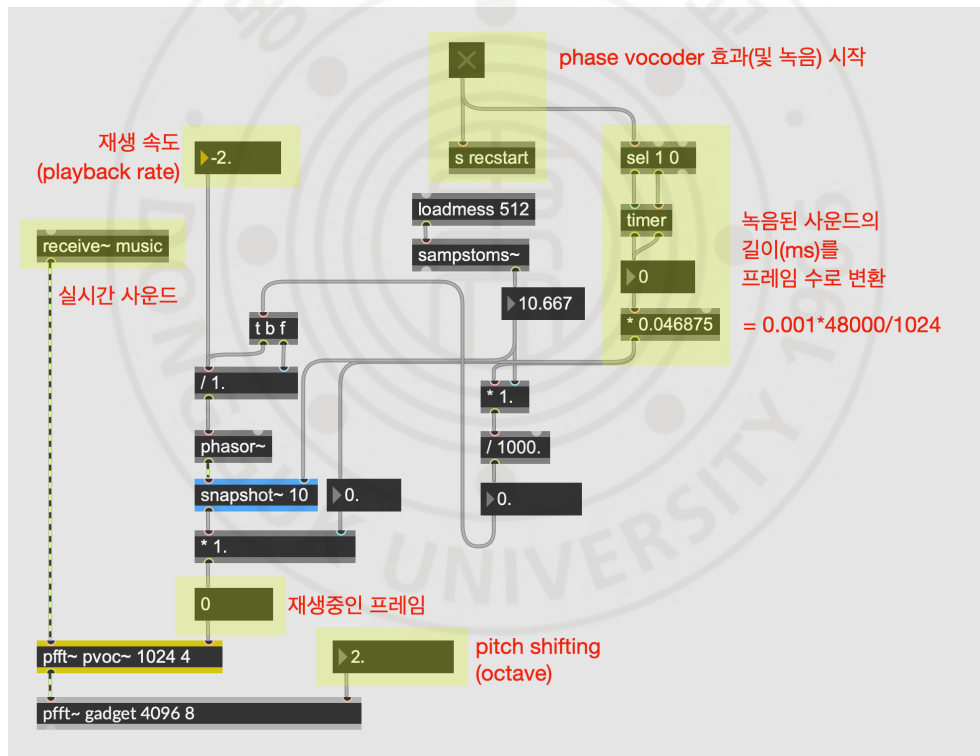 phase vocoder 효과(및 녹음) 시작
재생 속도
(playback rate)
-2.
s recstart
sel 1 0
loadmess 512
timer
녹음된 사운드의
길이(ms)를
프레임 수로 변환
receive~ music
sampstoms~
실시간 사운드
10.667
0
t b f
* 0.046875
= 0.001*48000/1024
/ 1.
* 1.
phasor~
/ 1000.
snapshot~ 10
0.
0.
* 1.
0
재생중인 프레임
pfft~ pvoc~ 1024 4
2.
pitch shifting
(octave)
pfft~ gadget 4096 8
DONGGUK UNIVERSITY 1906